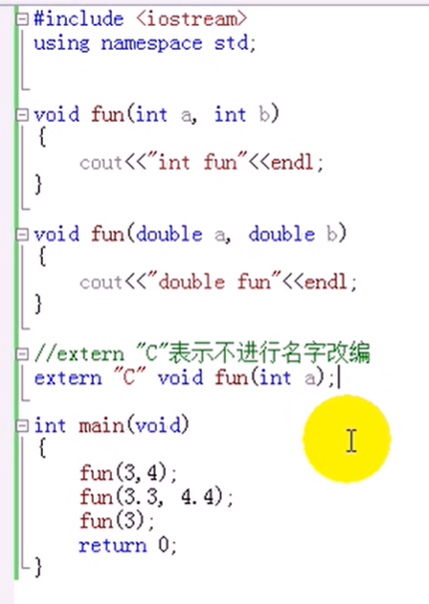 #include <iostream>
using namespace std;
void fun(int a, int b)
{
cout<<"int fun"<<endl;
}
void fun(double a, double b)
{
cout<<"double fun"<<endl;
}
//extern "C"表示不进行名字改编
extern "C" void fun(int a);
int main(void)
{
fun(3,4);
fun(3.3, 4.4);
fun(3);
return 0;
}